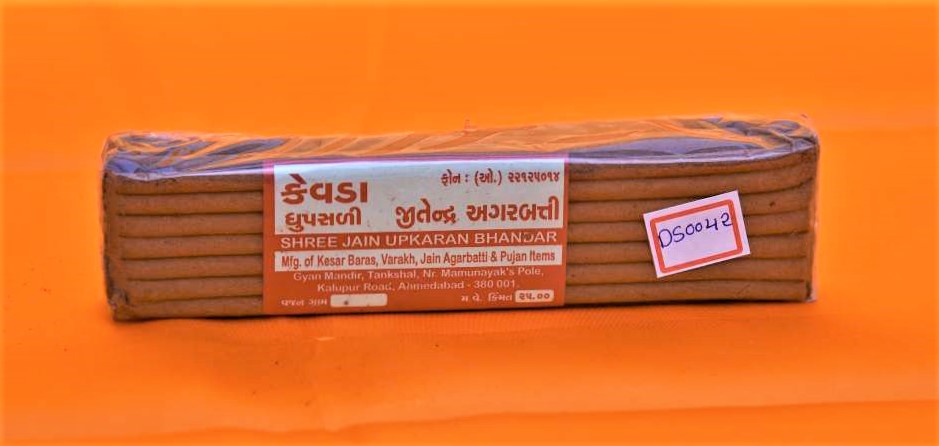 કેવડા
ધુપસળી
ફોન : (ઓ.) ૨૨૧૨૫૦૧૪
જીતેન્દ્ર અગરબત્તી
SHREE JAIN UPKARAN BHANDAR
Mfg. of Kesar Baras, Varakh, Jain Agarbatti & Pujan Items
Gyan Mandir, Tankshal, Nr. Mamunayak's Pole,
Kalupur Road, Ahmedabad - 380 001.
વજન ગ્રામ
મ.વે. કિંમત ૨૫.૦૦
DS0042